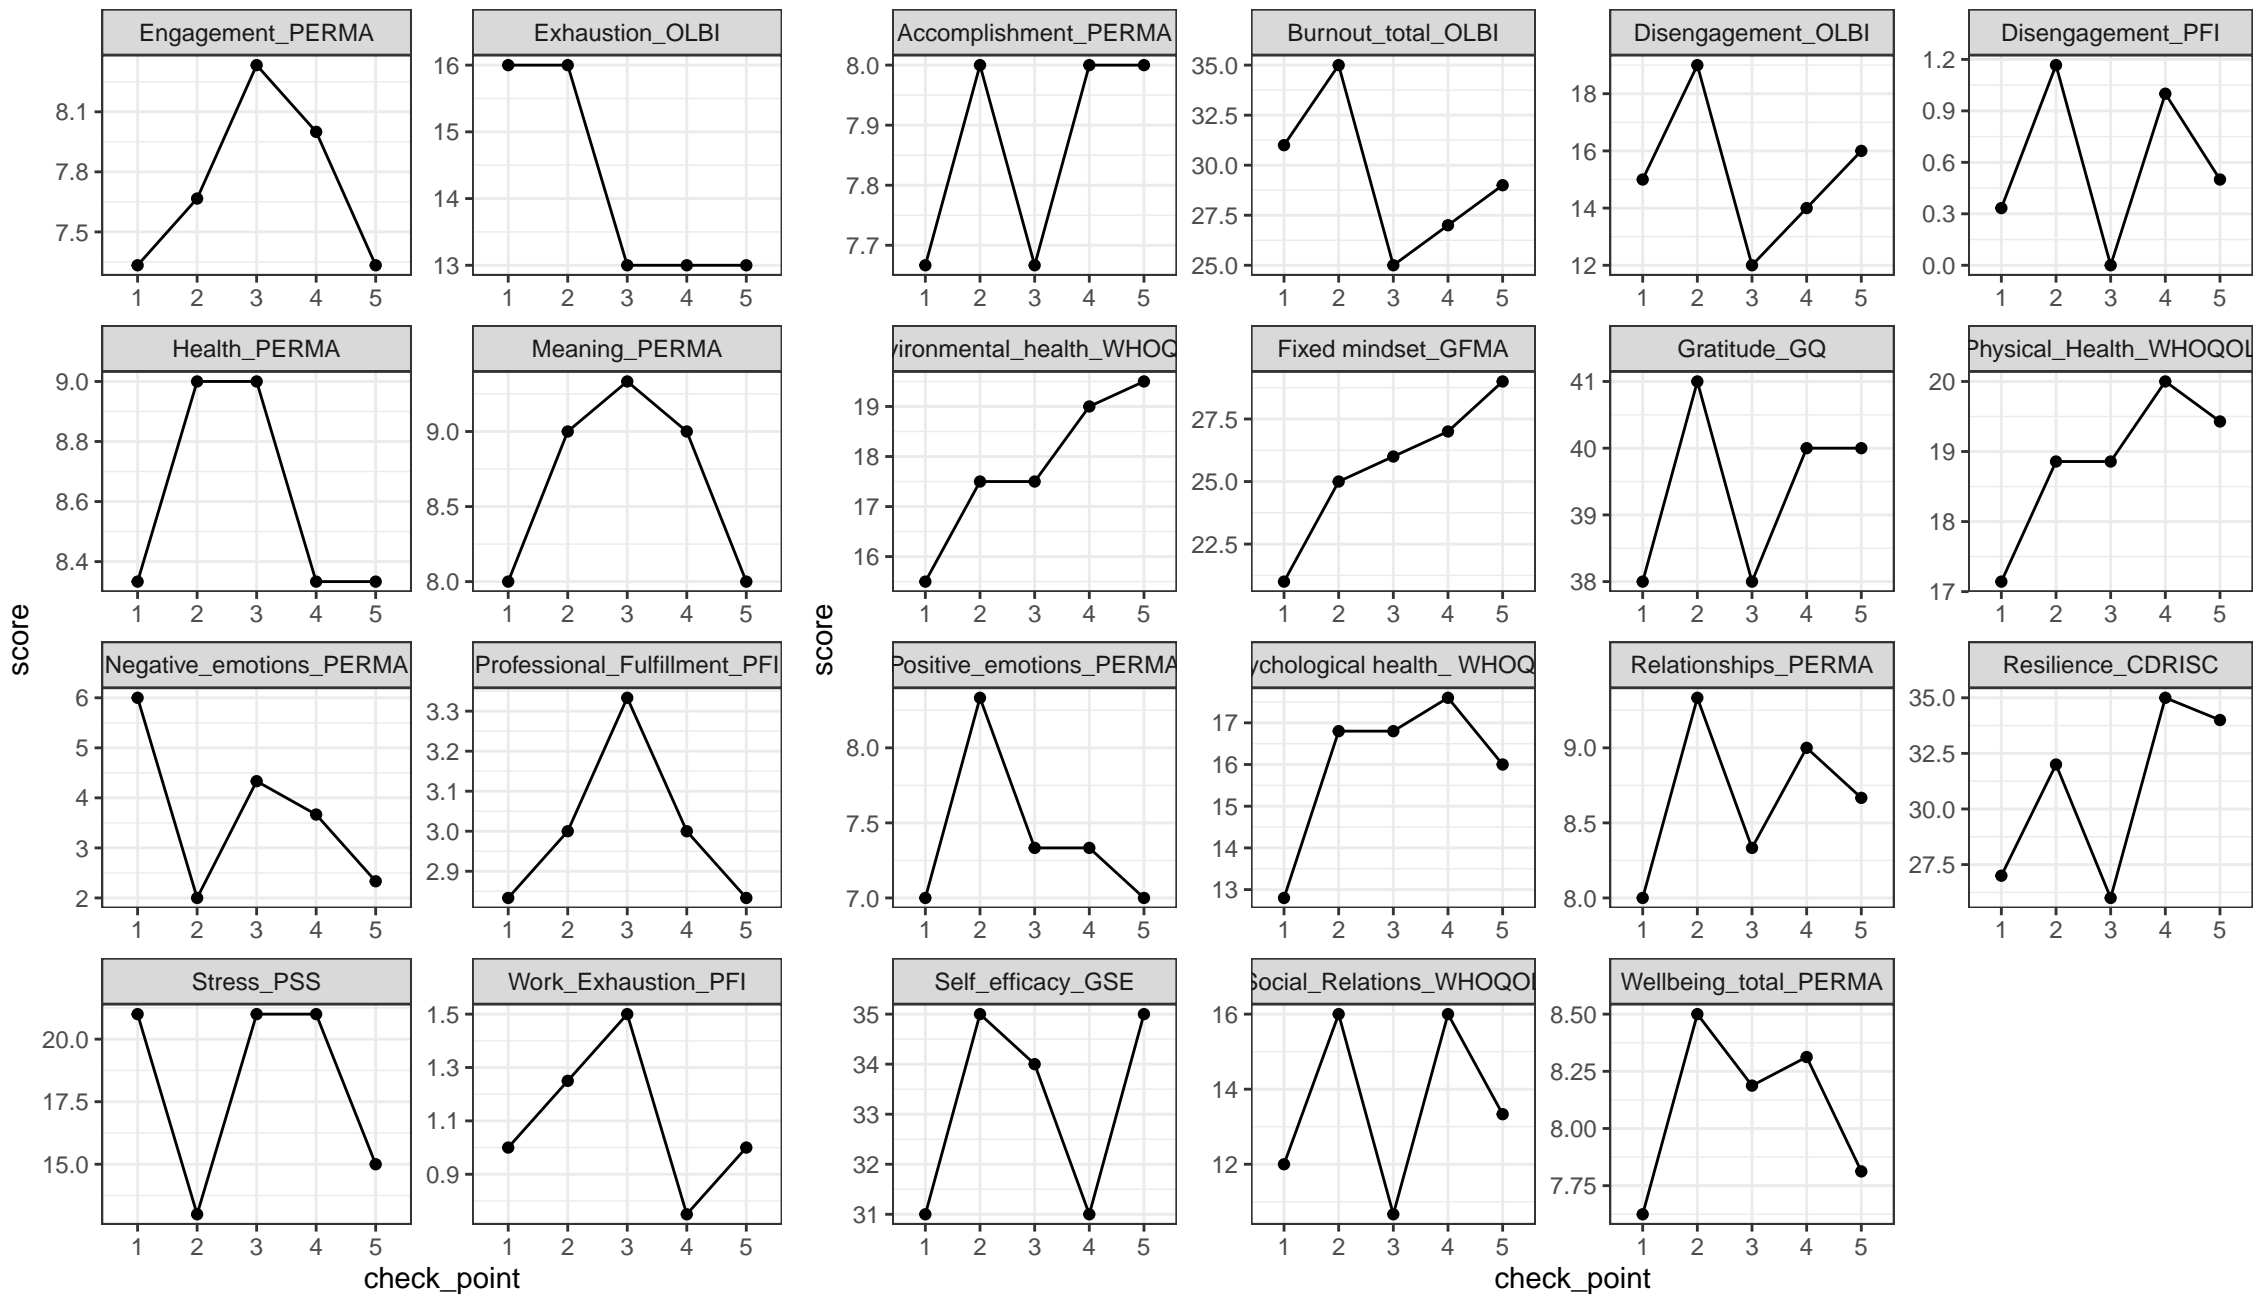 Engagement_PERMA
8.1
7.8
7.5
1 2 3 4 5
Exhaustion_OLBI
16
15
14
13
1 2 3 4 5
Accomplishment_PERMA
8.0
7.9
7.8
7.7
1 2 3 4 5
Burnout_total_OLBI
35.0
32.5
30.0
27.5
25.0
1 2 3 4 5
Disengagement_OLBI
18
16
14
12
1 2 3 4 5
Disengagement_PFI
1.2
0.9
0.6
0.3
0.0
1 2 3 4 5
Health_PERMA
9.0
8.8
8.6
8.4
1 2 3 4 5
Meaning_PERMA
9.0
8.5
8.0
1 2 3 4 5
vironmental_health_WHOQ
19
18
17
16
1 2 3 4 5
Fixed mindset_GFMA
27.5
25.0
22.5
1 2 3 4 5
Gratitude_GQ
41
40
39
38
1 2 3 4 5
Physical_Health_WHOQOL
20
19
18
17
1 2 3 4 5
score
score
Negative_emotions_PERMA
6
5
4
3
2
1 2 3 4 5
Professional_Fulfillment_PFI
3.3
3.2
3.1
3.0
2.9
1 2 3 4 5
Positive_emotions_PERMA
8.0
7.5
7.0
1 2 3 4 5
ychological health_ WHOQ
17
16
15
14
13
1 2 3 4 5
Relationships_PERMA
9.0
8.5
8.0
1 2 3 4 5
Resilience_CDRISC
35.0
32.5
30.0
27.5
1 2 3 4 5
Stress_PSS
20.0
17.5
15.0
1 2 3 4 5
Work_Exhaustion_PFI
1.5
1.3
1.1
0.9
1 2 3 4 5
Self_efficacy_GSE
35
34
33
32
31
1 2 3 4 5
Social_Relations_WHOQOL
16
14
12
1 2 3 4 5
Wellbeing_total_PERMA
8.50
8.25
8.00
7.75
1 2 3 4 5
check_point
check_point